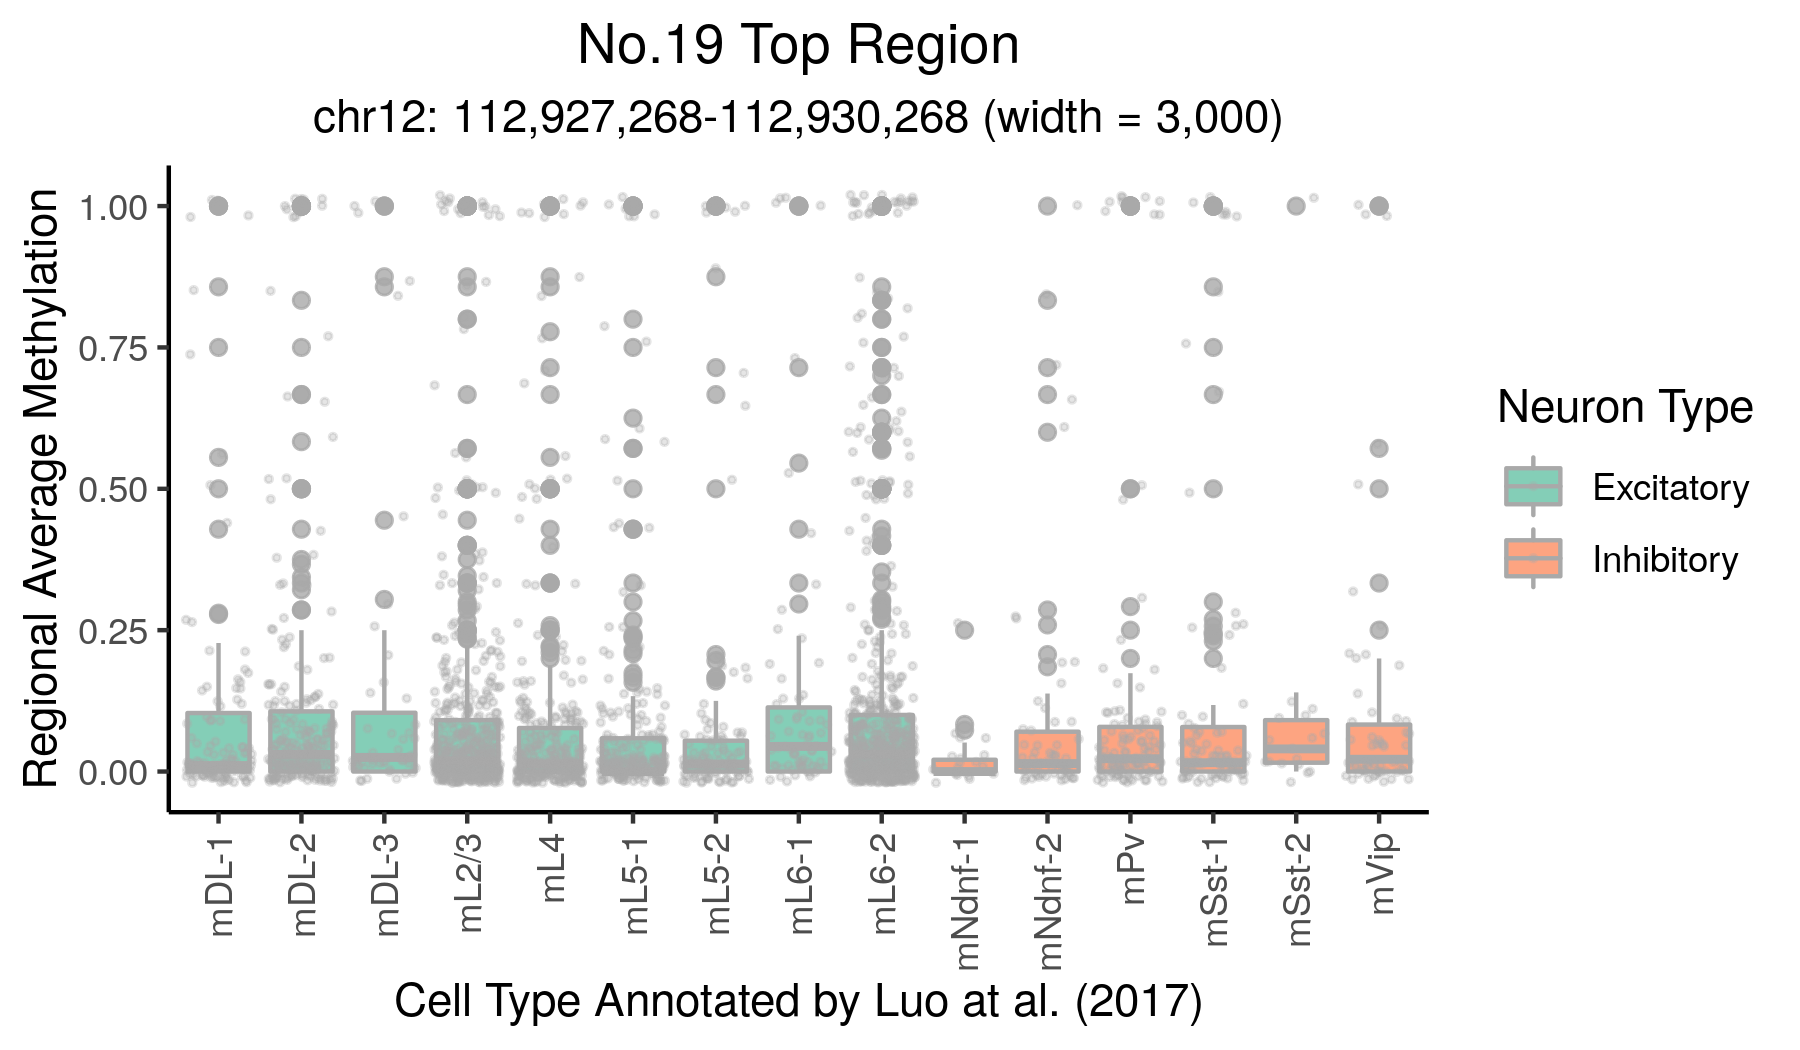 No.19 Top Region
chr12: 112,927,268-112,930,268 (width = 3,000)
Regional Average Methylation
1.00
0.75
0.50
0.25
0.00
mDL-1
mDL-2
mDL-3
mL2/3
mL4
mL5-1
mL5-2
mL6-1
mL6-2
mNdnf-1
mNdnf-2
mPv
mSst-1
mSst-2
mVip
Cell Type Annotated by Luo at al. (2017)
Neuron Type
Excitatory
Inhibitory